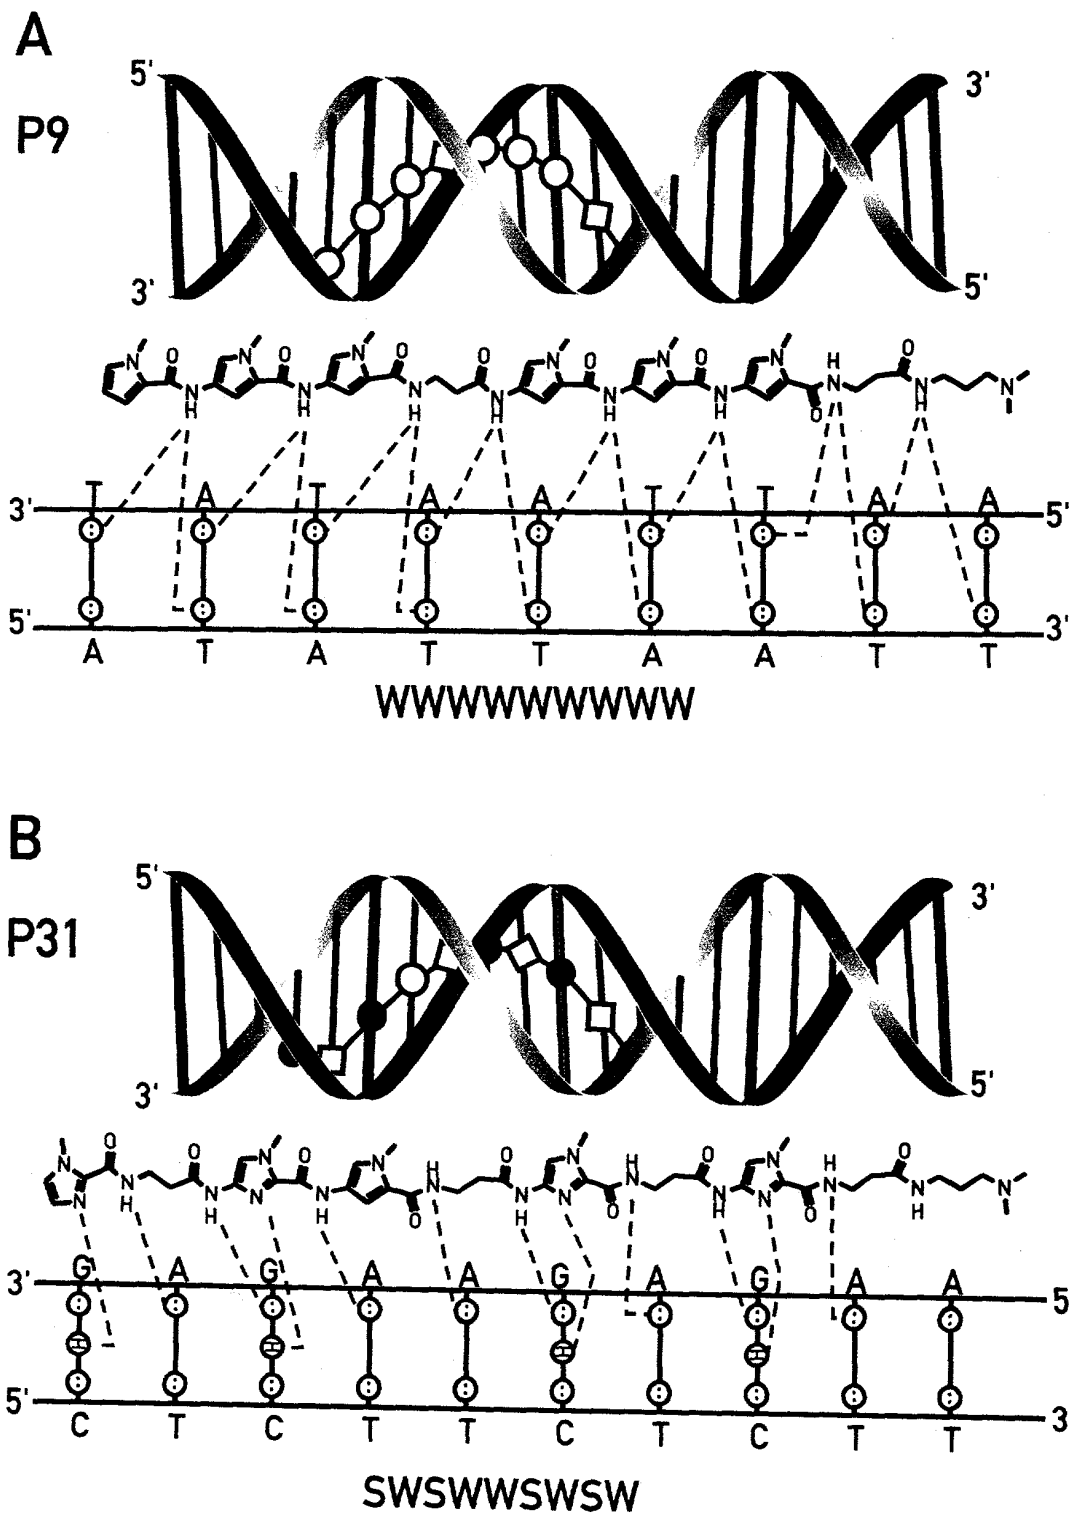 A
5' 3'
P9
3' 5'
N O N O N O O N O N O N H O
N N N N N N N N N
H H H H H H O H
T A T A A T T A A
3' 5'
5' 3'
A T A T T A A T T
WWWWWWWWW
B
5' 3'
P31
3' 5'
N O O N O N H O N H O N H O
N N N N N N N N N N N N N N
H H H O H O H O H
G A G A A G A G A A
3' 5
H H H H
5' 3
C T C T T C T C T T
SWSWWSWSW